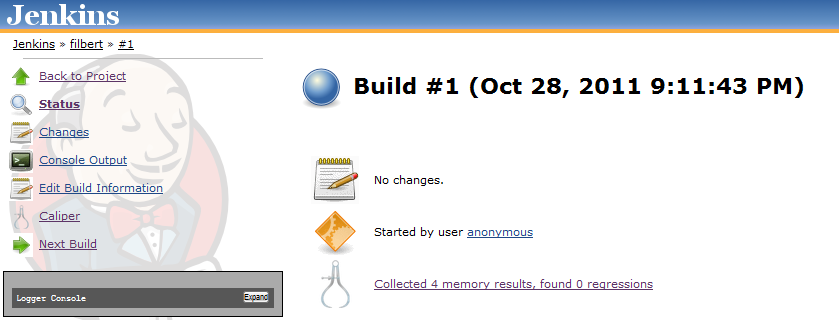 Jenkins
Jenkins » filbert » #1
Back to Project
Status
Changes
Console Output
Edit Build Information
Caliper
Next Build
Logger Console Expand
Build #1 (Oct 28, 2011 9:11:43 PM)
No changes.
Started by user anonymous
Collected 4 memory results, found 0 regressions